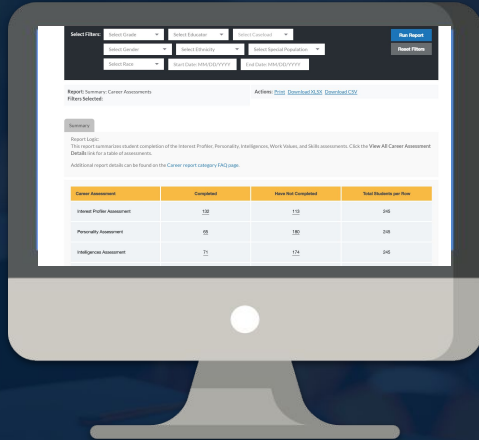 Select Filters: Select Grade Select Educator Select Caseload Run Report
Select Gender Select Ethnicity Select Special Population Reset Filters
Select Race Start Date: MM/DD/YYYY End Date: MM/DD/YYYY
Report: Summary: Career Assessments Actions: Print Download XLSX Download CSV
Filters Selected:
Summary
Report Logic:
This report summarizes student completion of the Interest Profiler, Personality, Intelligences, Work Values, and Skills assessments. Click the View All Career Assessment
Details link for a table of assessments.
Additional report details can be found on the Career report category FAQ page.
Career Assessment Completed Have Not Completed Total Students per Row
Interest Profiler Assessment 132 113 245
Personality Assessment 65 180 245
Intelligences Assessment 71 174 245